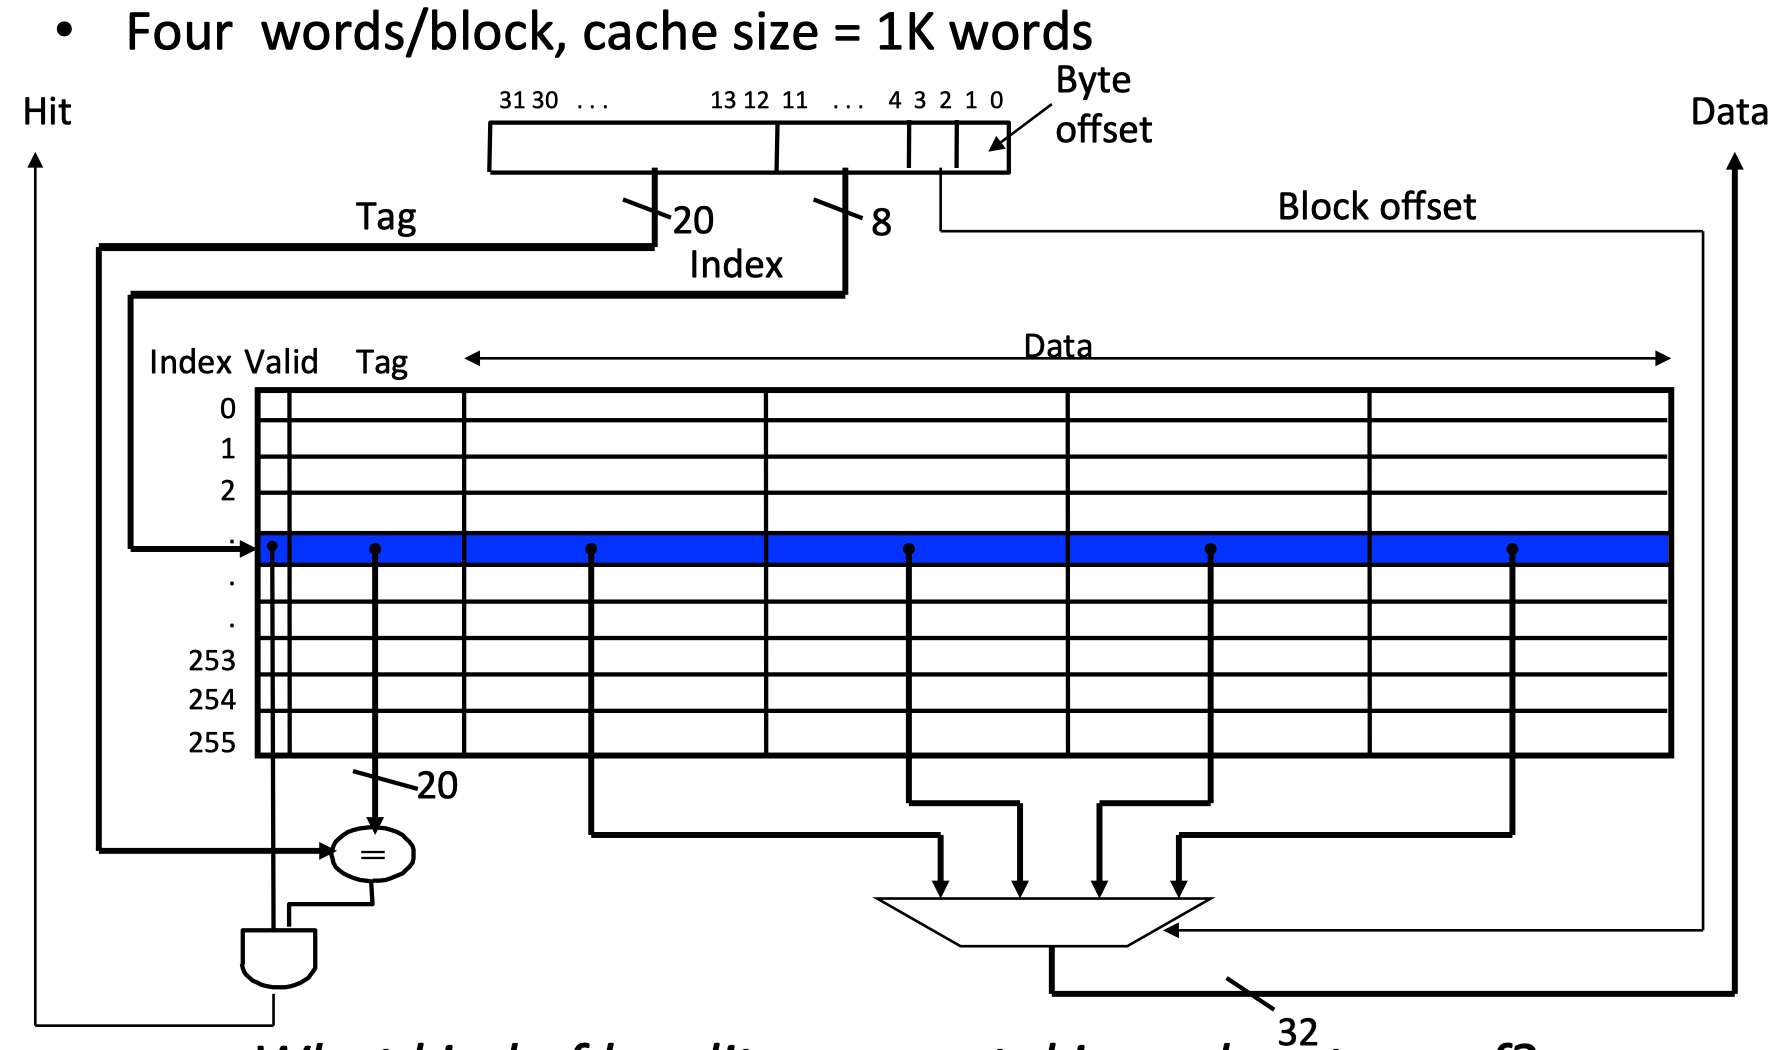 • Four words/block, cache size = 1K words
Byte
offset
Hit
31 30 . . . 13 12 11 . . . 4 3 2 1 0
Data
Tag
20
8
Block offset
Index
Index Valid Tag
Data
0
1
2
.
.
.
253
254
255
20
=
32